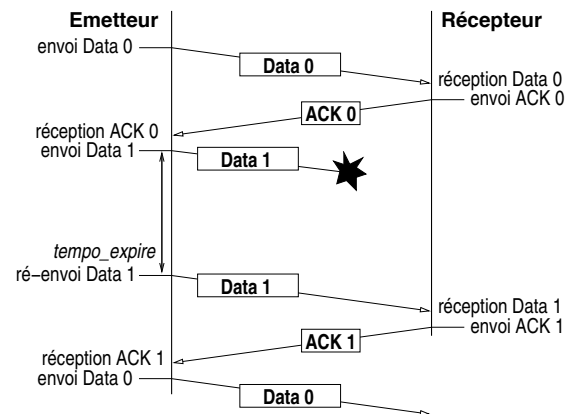 Emetteur
Récepteur
envoi Data 0
Data 0
réception Data 0
envoi ACK 0
ACK 0
réception ACK 0
envoi Data 1
Data 1
tempo_expire
ré−envoi Data 1
Data 1
réception Data 1
envoi ACK 1
ACK 1
réception ACK 1
envoi Data 0
Data 0